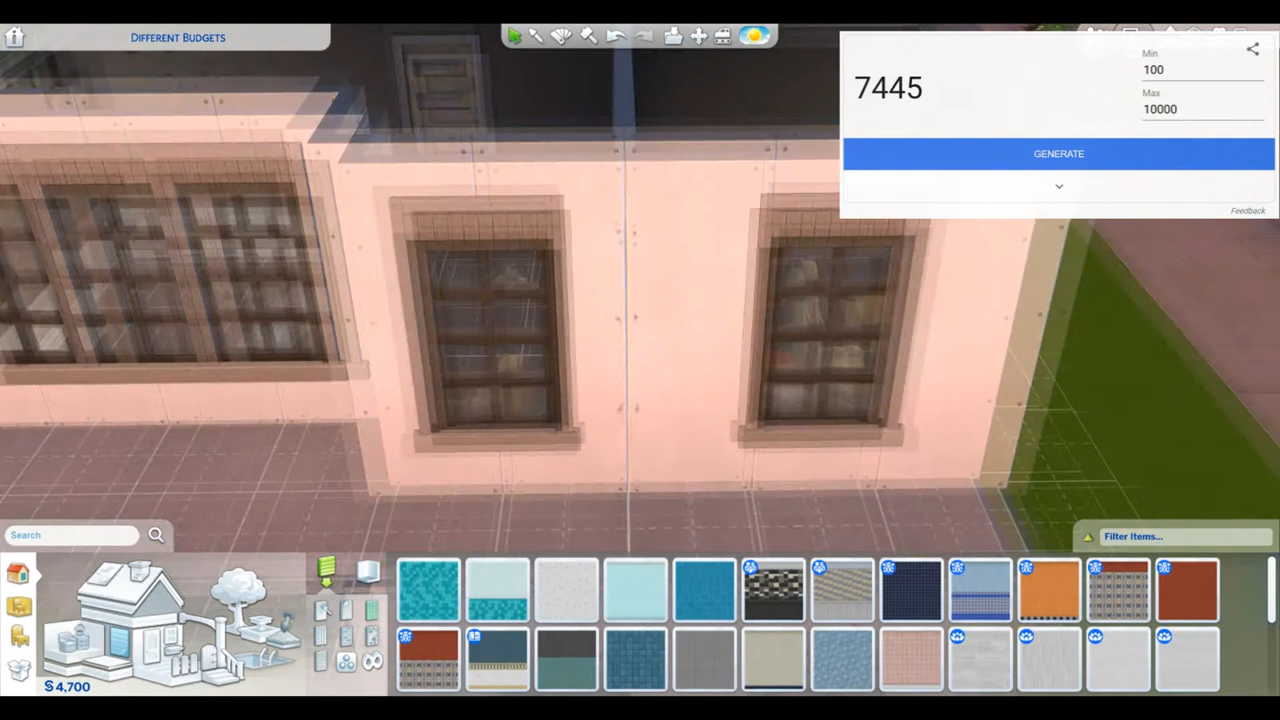 DIFFERENT BUDGETS
7445
Min
100
Max
10000
GENERATE
Feedback
Search
Filter Items...
§4,700